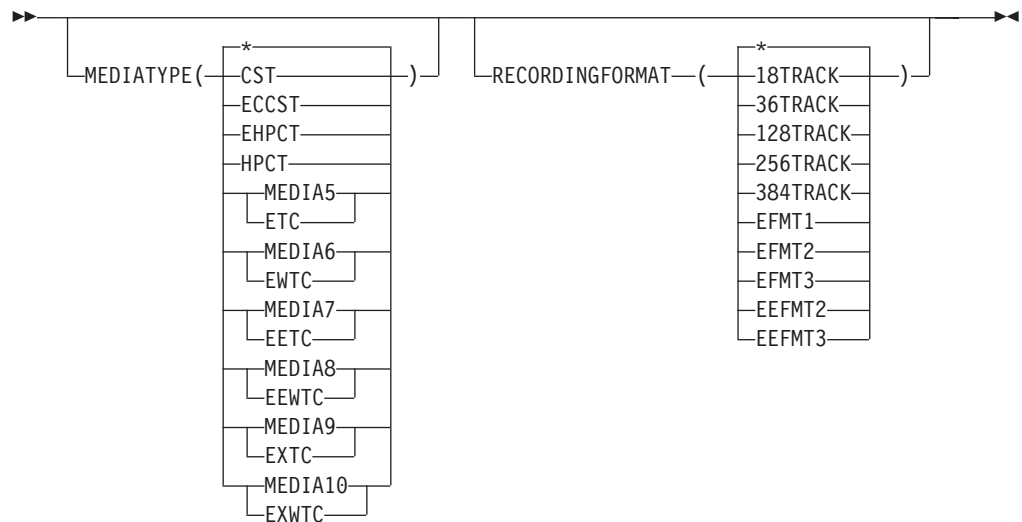 *
*
MEDIATYPE( CST )
RECORDINGFORMAT ( 18TRACK )
ECCST
36TRACK
EHPCT
128TRACK
HPCT
256TRACK
MEDIA5
384TRACK
ETC
EFMT1
MEDIA6
EFMT2
EWTC
EFMT3
MEDIA7
EEFMT2
EETC
EEFMT3
MEDIA8
EEWTC
MEDIA9
EXTC
MEDIA10
EXWTC